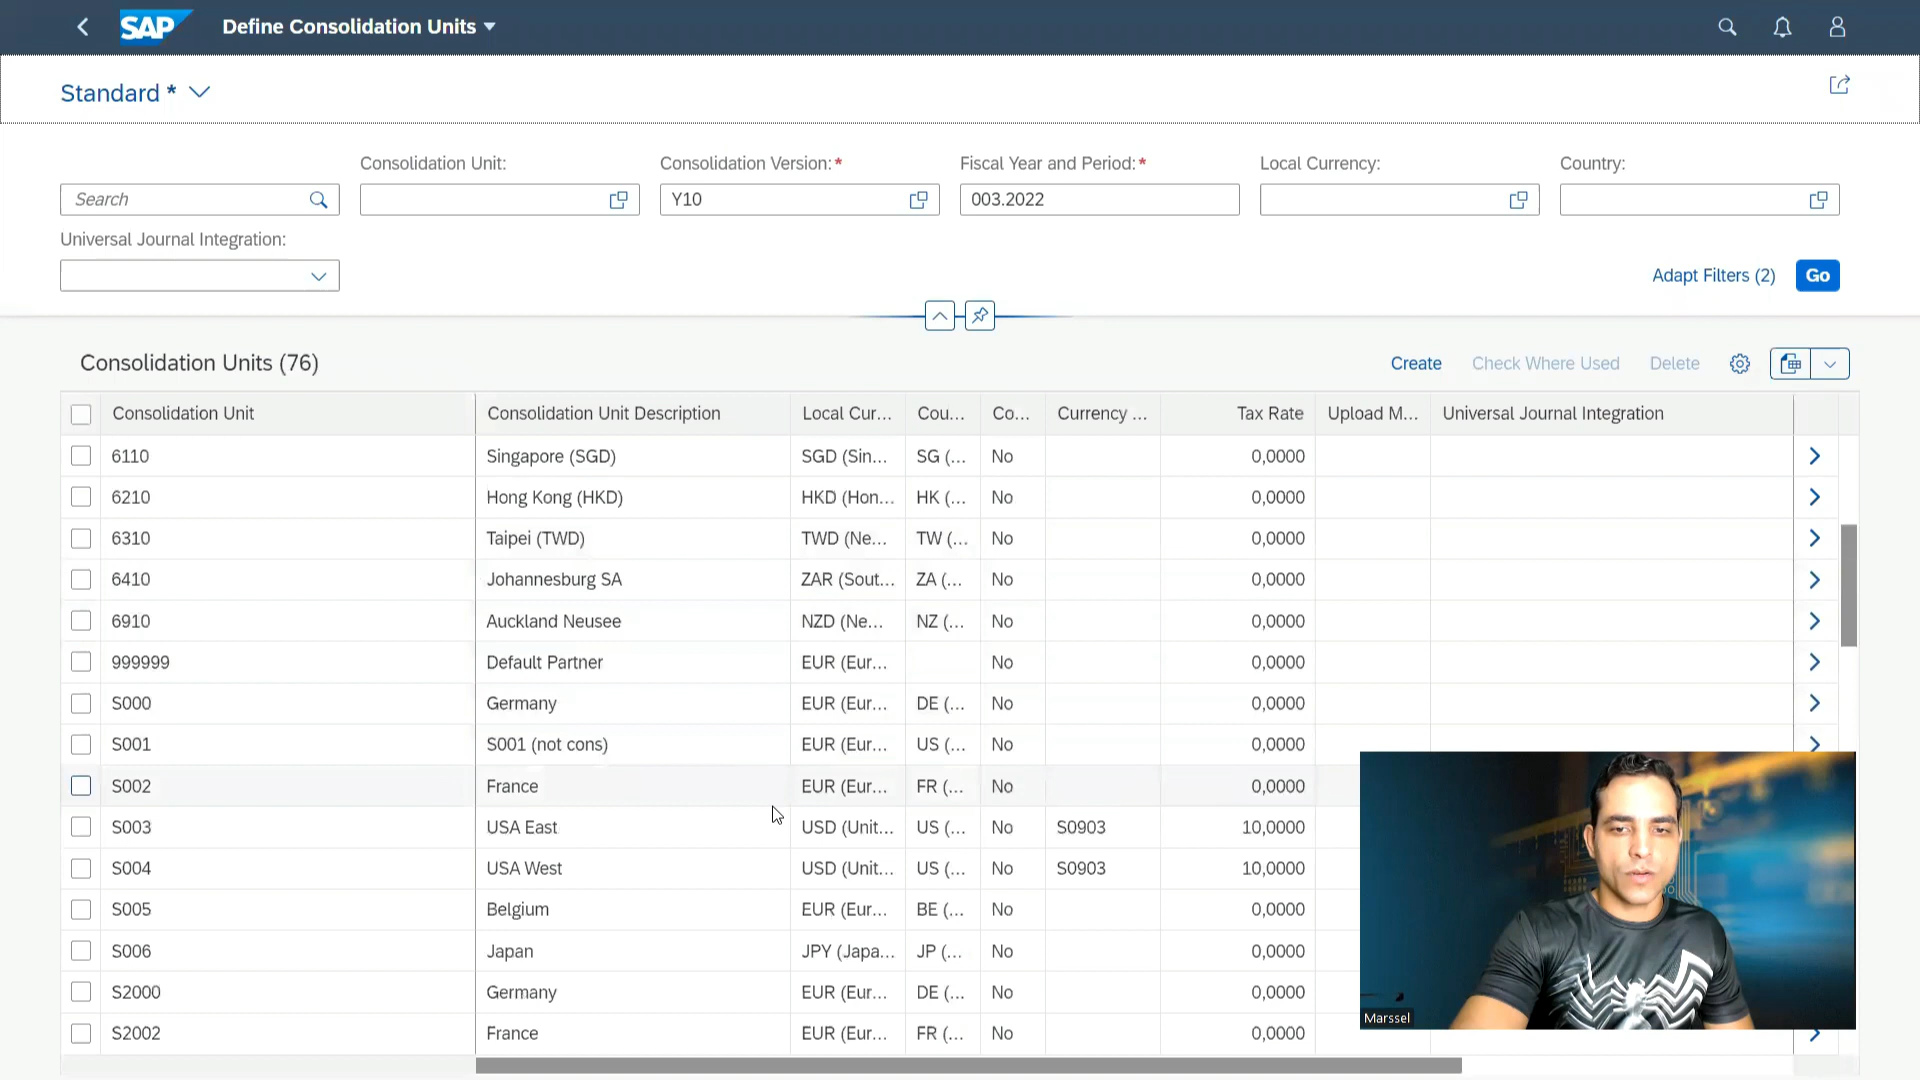 SAP Define Consolidation Units
Standard *
Consolidation Unit: Consolidation Version:* Fiscal Year and Period:* Local Currency: Country:
Search Y10 003.2022
Universal Journal Integration:
Adapt Filters (2) Go
Consolidation Units (76) Create Check Where Used Delete
Consolidation Unit Consolidation Unit Description Local Cur... Cou... Co... Currency ... Tax Rate Upload M... Universal Journal Integration
6110 Singapore (SGD) SGD (Sin... SG (... No 0,0000
6210 Hong Kong (HKD) HKD (Hon... HK (... No 0,0000
6310 Taipei (TWD) TWD (Ne... TW (... No 0,0000
6410 Johannesburg SA ZAR (Sout... ZA (... No 0,0000
6910 Auckland Neusee NZD (Ne... NZ (... No 0,0000
999999 Default Partner EUR (Eur... No 0,0000
S000 Germany EUR (Eur... DE (... No 0,0000
S001 S001 (not cons) EUR (Eur... US (... No 0,0000
S002 France EUR (Eur... FR (... No 0,0000
S003 USA East USD (Unit... US (... No S0903 10,0000
S004 USA West USD (Unit... US (... No S0903 10,0000
S005 Belgium EUR (Eur... BE (... No 0,0000
S006 Japan JPY (Japa... JP (... No 0,0000
S2000 Germany EUR (Eur... DE (... No 0,0000
S2002 France EUR (Eur... FR (... No 0,0000
Marssel